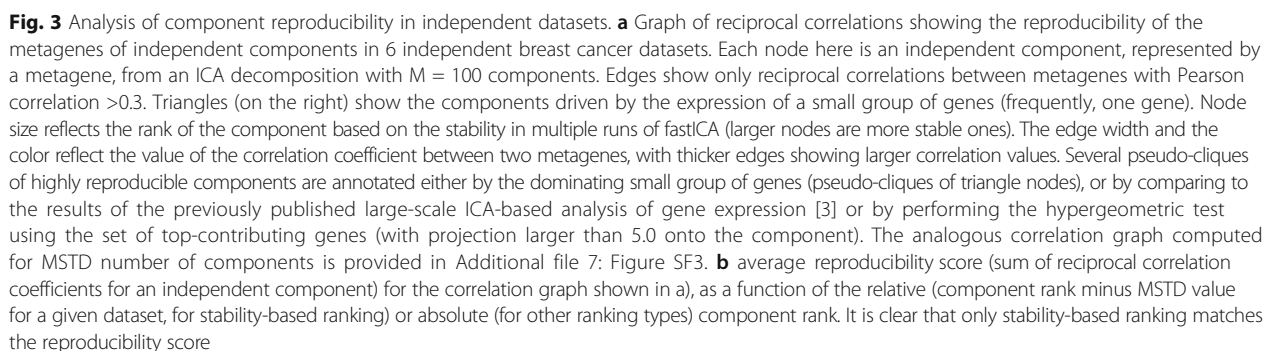 Fig. 3 Analysis of component reproducibility in independent datasets. a Graph of reciprocal correlations showing the reproducibility of the
metagenes of independent components in 6 independent breast cancer datasets. Each node here is an independent component, represented by
a metagene, from an ICA decomposition with M = 100 components. Edges show only reciprocal correlations between metagenes with Pearson
correlation >0.3. Triangles (on the right) show the components driven by the expression of a small group of genes (frequently, one gene). Node
size reflects the rank of the component based on the stability in multiple runs of fastICA (larger nodes are more stable ones). The edge width and the
color reflect the value of the correlation coefficient between two metagenes, with thicker edges showing larger correlation values. Several pseudo-cliques
of highly reproducible components are annotated either by the dominating small group of genes (pseudo-cliques of triangle nodes), or by comparing to
the results of the previously published large-scale ICA-based analysis of gene expression [3] or by performing the hypergeometric test
using the set of top-contributing genes (with projection larger than 5.0 onto the component). The analogous correlation graph computed
for MSTD number of components is provided in Additional file 7: Figure SF3. b average reproducibility score (sum of reciprocal correlation
coefficients for an independent component) for the correlation graph shown in a), as a function of the relative (component rank minus MSTD value
for a given dataset, for stability-based ranking) or absolute (for other ranking types) component rank. It is clear that only stability-based ranking matches
the reproducibility score